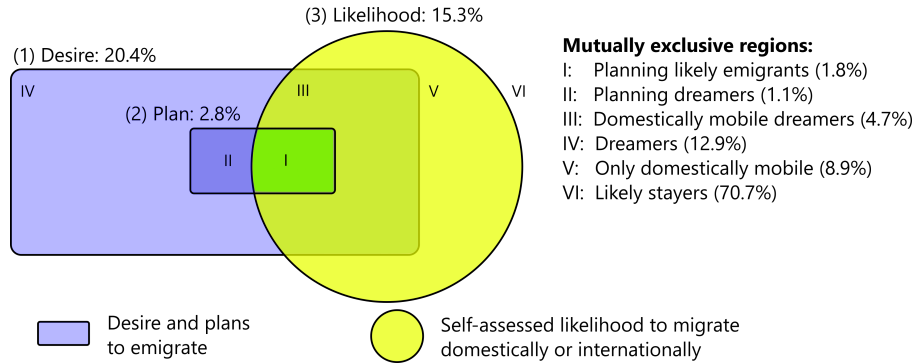 (3) Likelihood: 15.3%
(1) Desire: 20.4%
IV
III
V
VI
(2) Plan: 2.8%
II
I
Mutually exclusive regions:
I: Planning likely emigrants (1.8%)
II: Planning dreamers (1.1%)
III: Domestically mobile dreamers (4.7%)
IV: Dreamers (12.9%)
V: Only domestically mobile (8.9%)
VI: Likely stayers (70.7%)
Desire and plans
to emigrate
Self-assessed likelihood to migrate
domestically or internationally